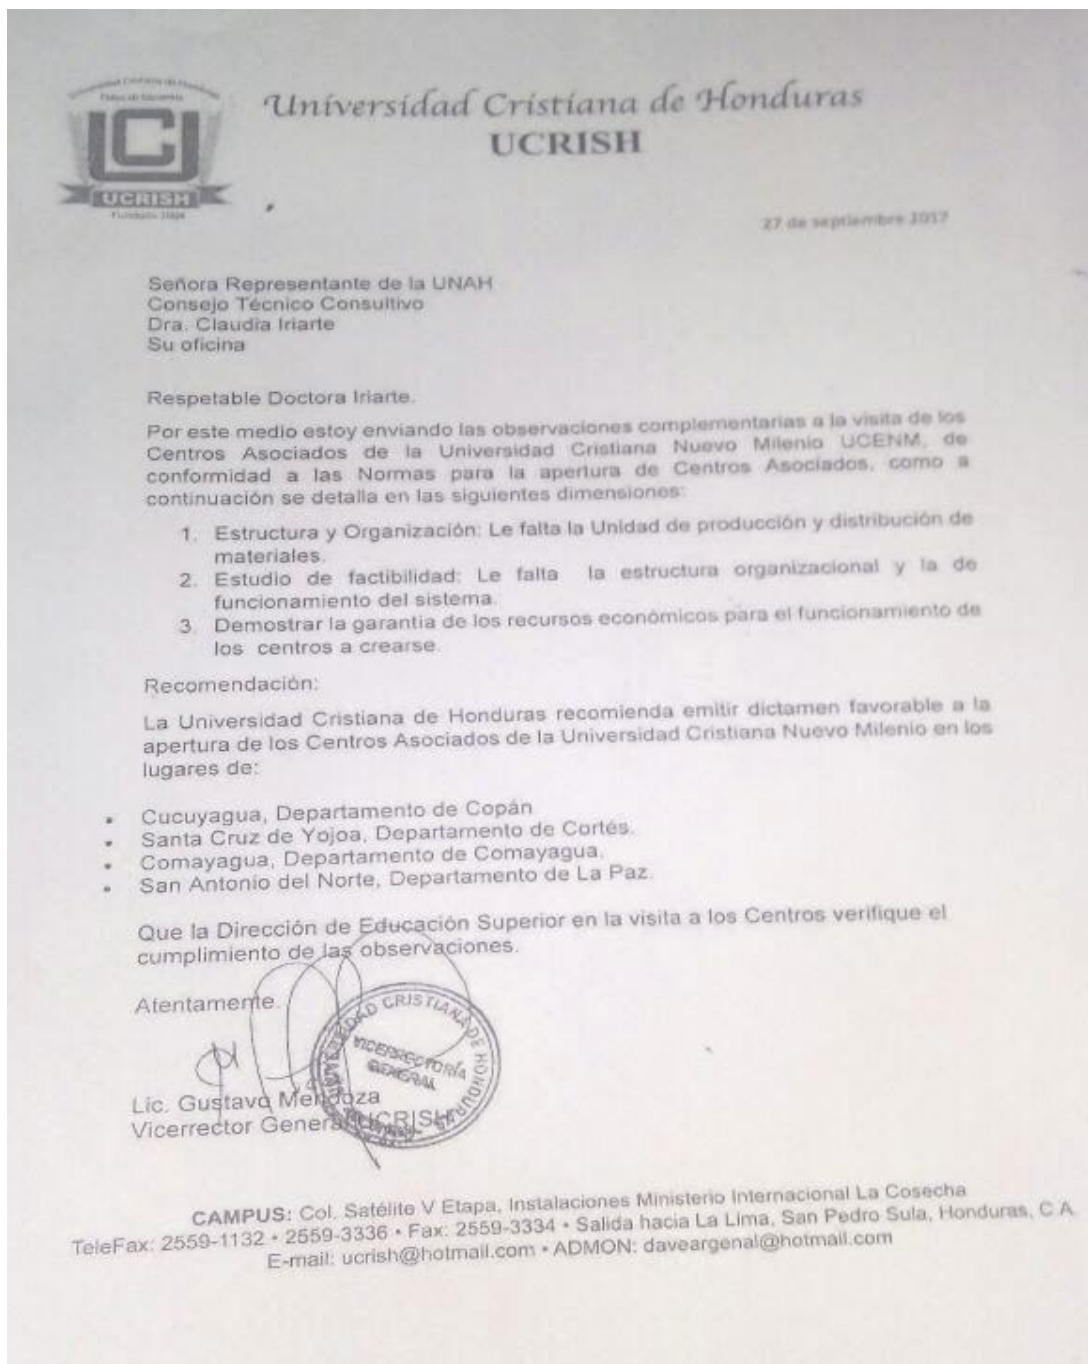 Universidad Cristiana de Honduras
UCRISH
UCRISH
27 de septiembre 2017
Señora Representante de la UNAH
Consejo Técnico Consultivo
Dra. Claudia Iriarte
Su oficina
Respetable Doctora Iriarte.
Por este medio estoy enviando las observaciones complementarias a la visita de los
Centros Asociados de la Universidad Cristiana Nuevo Milenio UCENM, de
conformidad a las Normas para la apertura de Centros Asociados, como a
continuación se detalla en las siguientes dimensiones:
1. Estructura y Organización: Le falta la Unidad de producción y distribución de
materiales.
2. Estudio de factibilidad: Le falta la estructura organizacional y la de
funcionamiento del sistema.
3. Demostrar la garantia de los recursos económicos para el funcionamiento de
los centros a crearse.
Recomendación:
La Universidad Cristiana de Honduras recomienda emitir dictamen favorable a la
apertura de los Centros Asociados de la Universidad Cristiana Nuevo Milenio en los
lugares de:
• Cucuyagua, Departamento de Copán
• Santa Cruz de Yojoa, Departamento de Cortés.
• Comayagua, Departamento de Comayagua.
• San Antonio del Norte, Departamento de La Paz.
Que la Dirección de Educación Superior en la visita a los Centros verifique el
cumplimiento de las observaciones.
Atentamente.
CRISTIANA DE HONDURAS
VICERRECTORÍA
GENERAL
Lic. Gustavo Mendoza
Vicerrector General UCRISH
CAMPUS: Col. Satélite V Etapa, Instalaciones Ministerio Internacional La Cosecha
TeleFax: 2559-1132 • 2559-3336 • Fax: 2559-3334 • Salida hacia La Lima, San Pedro Sula, Honduras, C.A.
E-mail: ucrish@hotmail.com • ADMON: daveargenal@hotmail.com